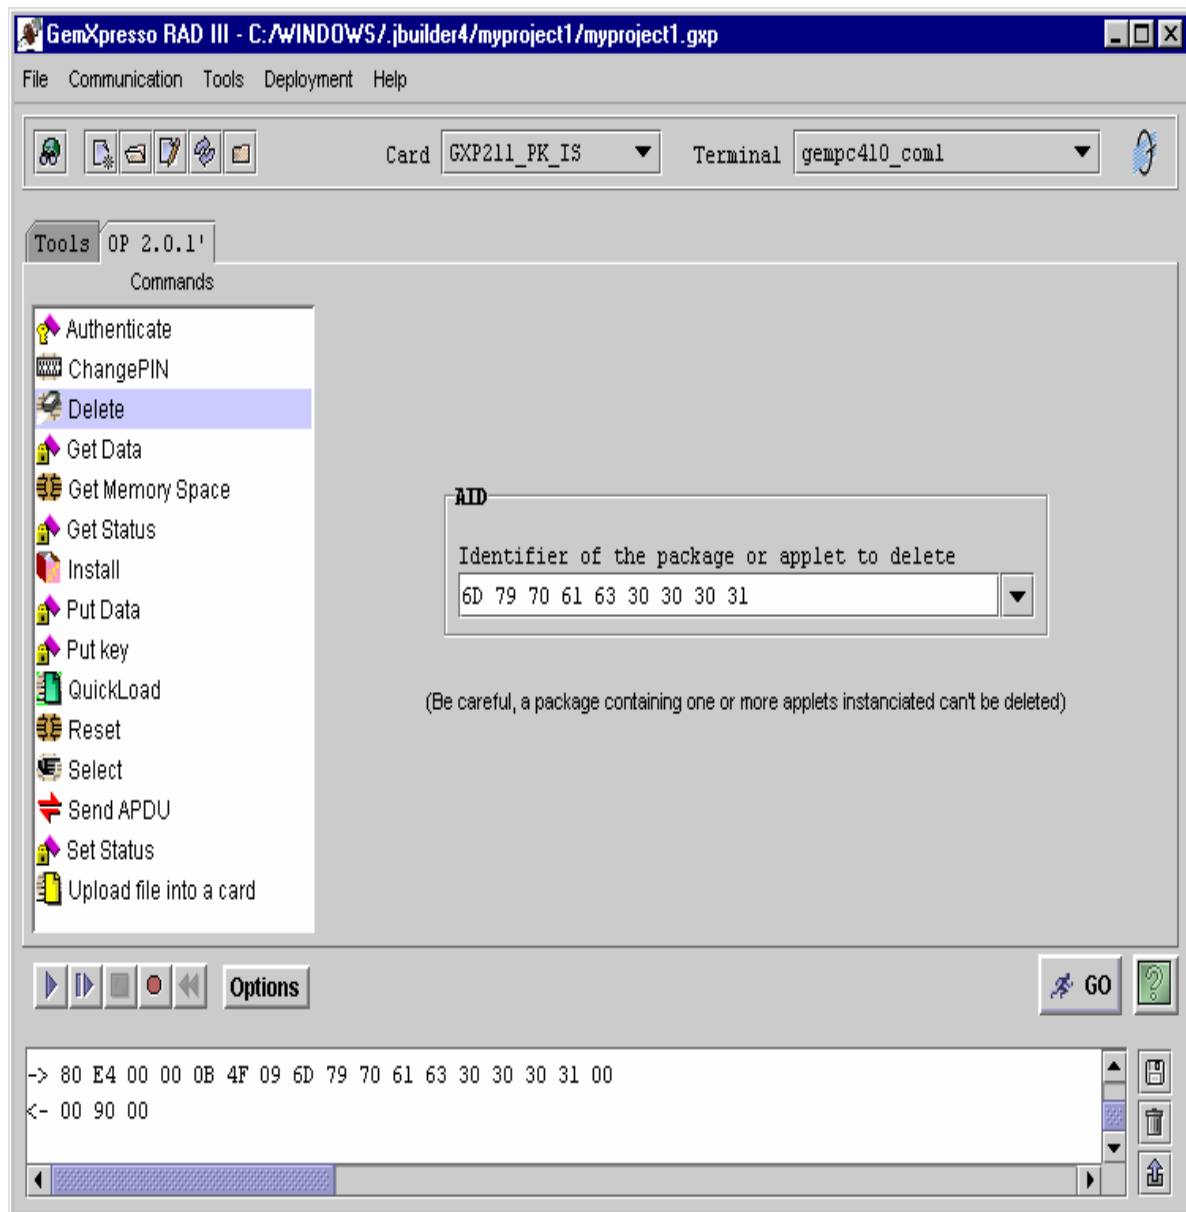 GemXpresso RAD III - C:/WINDOWS/.jbuilder4/myproject1/myproject1.gxp
File Communication Tools Deployment Help
Card GXP211_PK_IS Terminal gempc410_com1
Tools OP 2.0.1'
Commands
Authenticate
ChangePIN
Delete
Get Data
Get Memory Space
Get Status
Install
Put Data
Put key
QuickLoad
Reset
Select
Send APDU
Set Status
Upload file into a card
AID
Identifier of the package or applet to delete
6D 79 70 61 63 30 30 30 31
(Be careful, a package containing one or more applets instanciated can't be deleted)
Options
GO
-> 80 E4 00 00 0B 4F 09 6D 79 70 61 63 30 30 30 31 00
<- 00 90 00